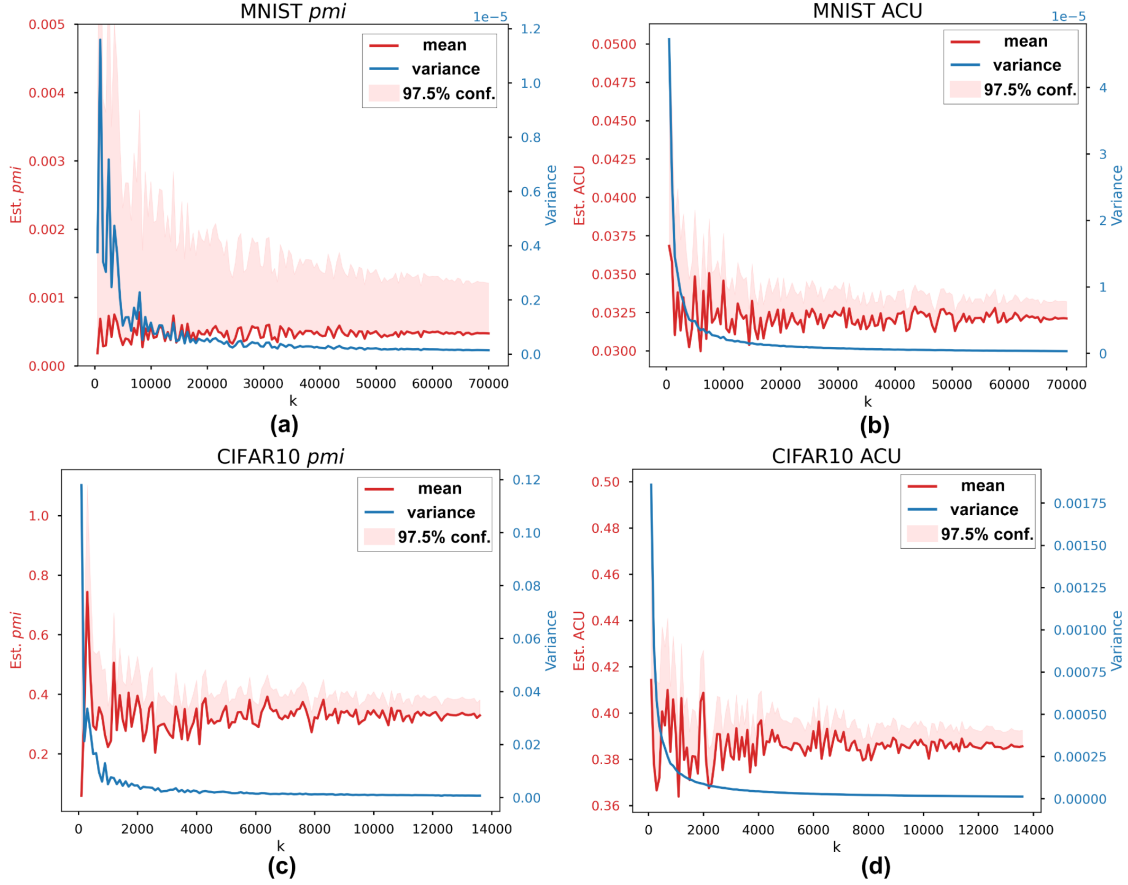 MNIST pmi
1e−5
0.005
0.004
0.003
0.002
0.001
0.000
Est. pmi
mean
variance
97.5% conf.
1.2
1.0
0.8
0.6
0.4
0.2
0.0
Variance
0 10000 20000 30000 40000 50000 60000 70000
k
(a)
MNIST ACU
1e−5
0.0500
0.0475
0.0450
0.0425
0.0400
0.0375
0.0350
0.0325
0.0300
Est. ACU
mean
variance
97.5% conf.
4
3
2
1
0
Variance
0 10000 20000 30000 40000 50000 60000 70000
k
(b)
CIFAR10 pmi
1.0
0.8
0.6
0.4
0.2
Est. pmi
mean
variance
97.5% conf.
0.12
0.10
0.08
0.06
0.04
0.02
0.00
Variance
0 2000 4000 6000 8000 10000 12000 14000
k
(c)
CIFAR10 ACU
0.50
0.48
0.46
0.44
0.42
0.40
0.38
0.36
Est. ACU
mean
variance
97.5% conf.
0.00175
0.00150
0.00125
0.00100
0.00075
0.00050
0.00025
0.00000
Variance
0 2000 4000 6000 8000 10000 12000 14000
k
(d)